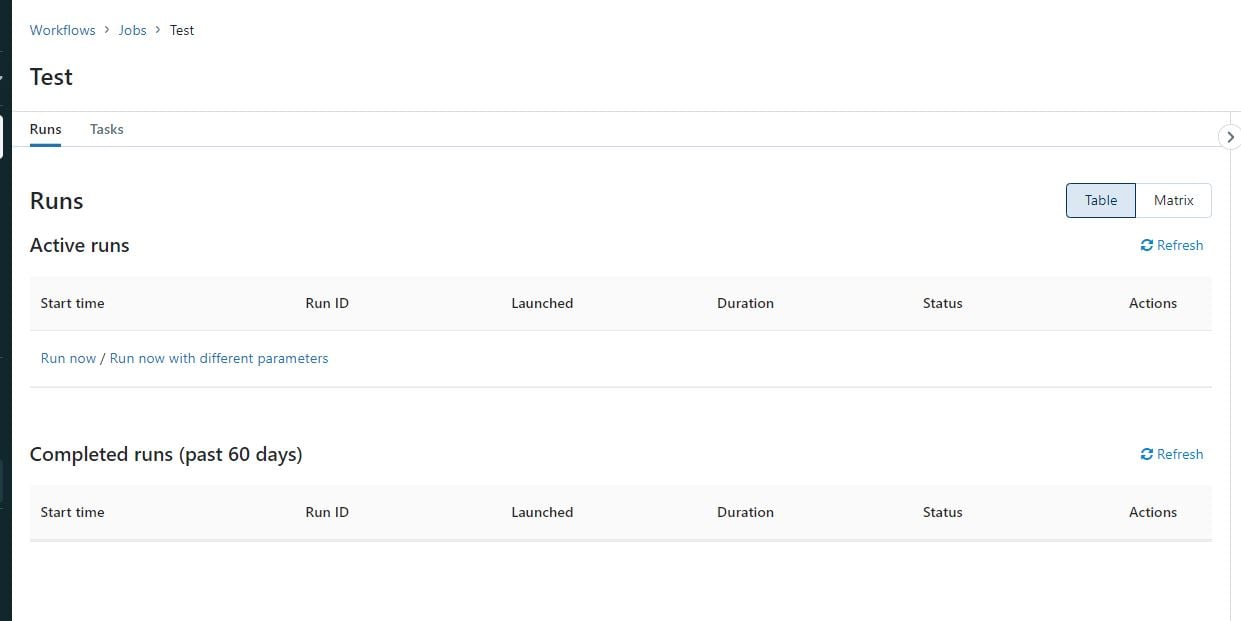 Workflows > Jobs > Test
Test
Runs Tasks
Runs Table Matrix
Active runs Refresh
Start time Run ID Launched Duration Status Actions
Run now / Run now with different parameters
Completed runs (past 60 days) Refresh
Start time Run ID Launched Duration Status Actions